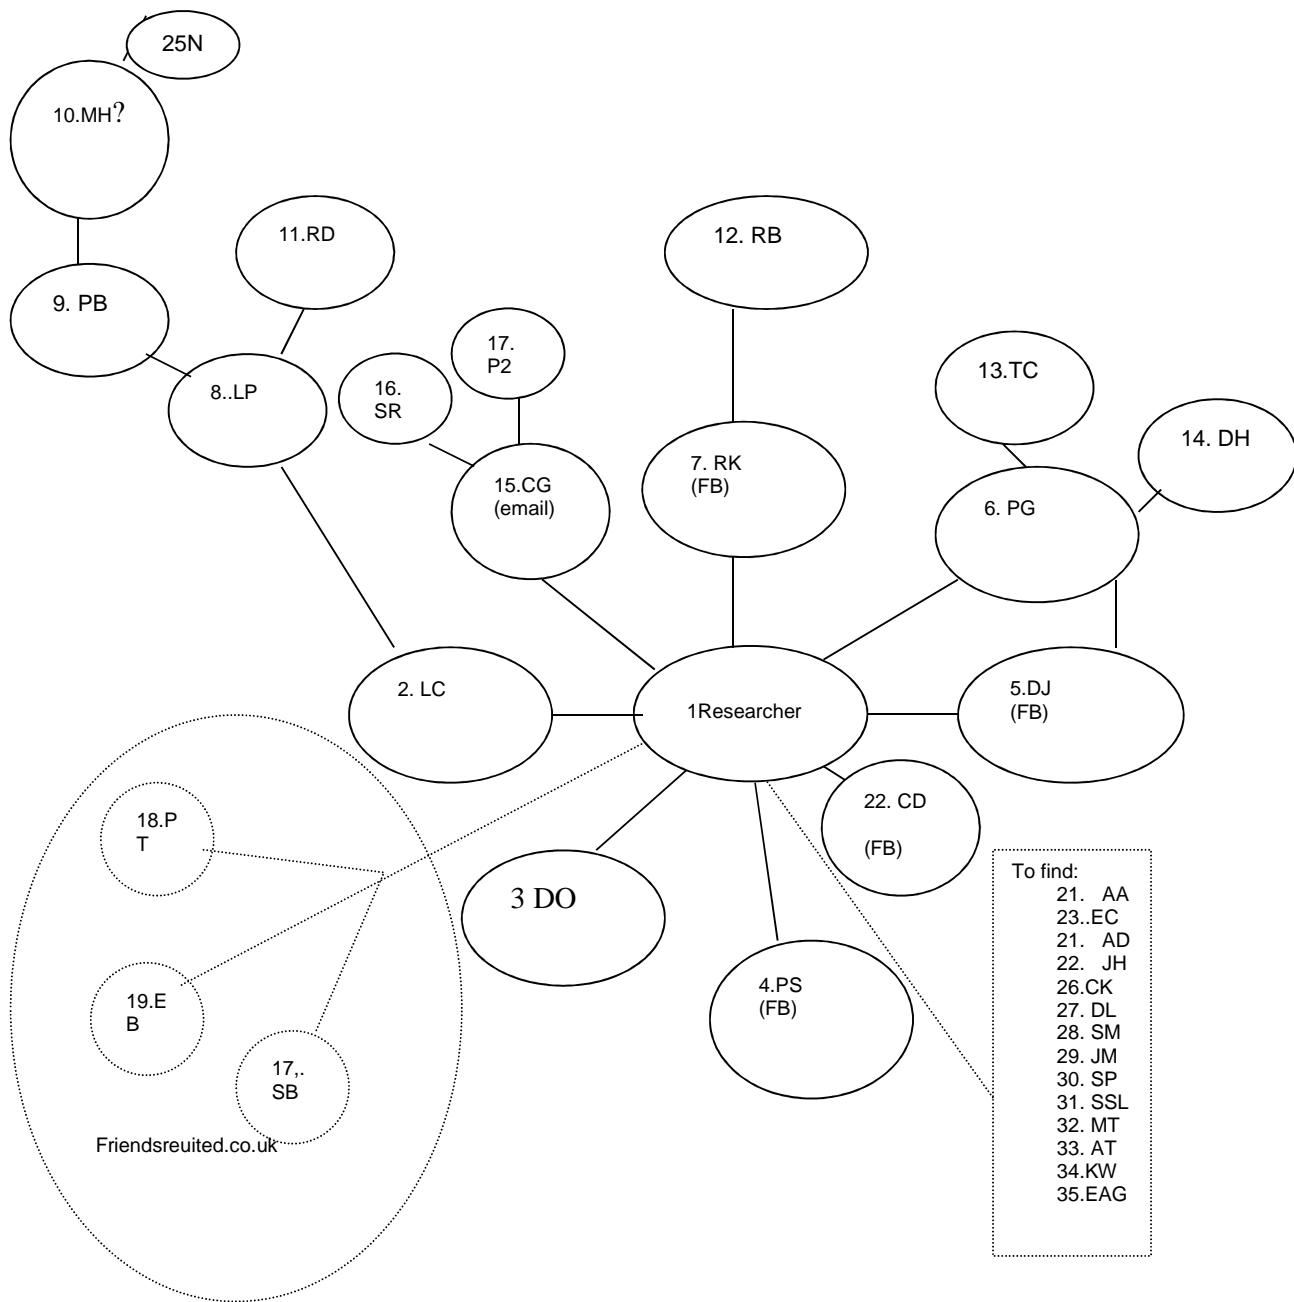 25N
10.MH?
11.RD
12. RB
9. PB
17.
P2
13.TC
8..LP
16.
SR
14. DH
7. RK
(FB)
15.CG
(email)
6. PG
2. LC
1Researcher
5.DJ
(FB)
22. CD
(FB)
18.P
T
3 DO
4.PS
(FB)
19.E
B
17,.
SB
Friendsreuited.co.uk
To find:
21. AA
23..EC
21. AD
22. JH
26.CK
27. DL
28. SM
29. JM
30. SP
31. SSL
32. MT
33. AT
34.KW
35.EAG